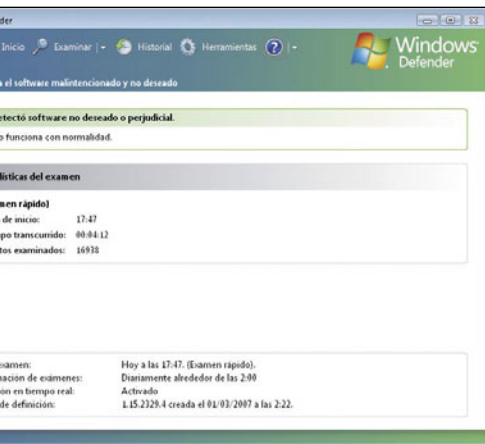 der
Inicio Examinar Historial Herramientas ?
Windows
Defender
a el software malintencionado y no deseado
etectó software no deseado o perjudicial.
o funciona con normalidad.
ísticas del examen
men rápido)
de inicio: 17:47
po transcurrido: 00:04:12
tos examinados: 16938
examen: Hoy a las 17:47. (Examen rápido).
nación de exámenes: Diariamente alrededor de las 2:00
ión en tiempo real: Activado
de definición: 1.15.2329.4 creada el 01/03/2007 a las 2:22.